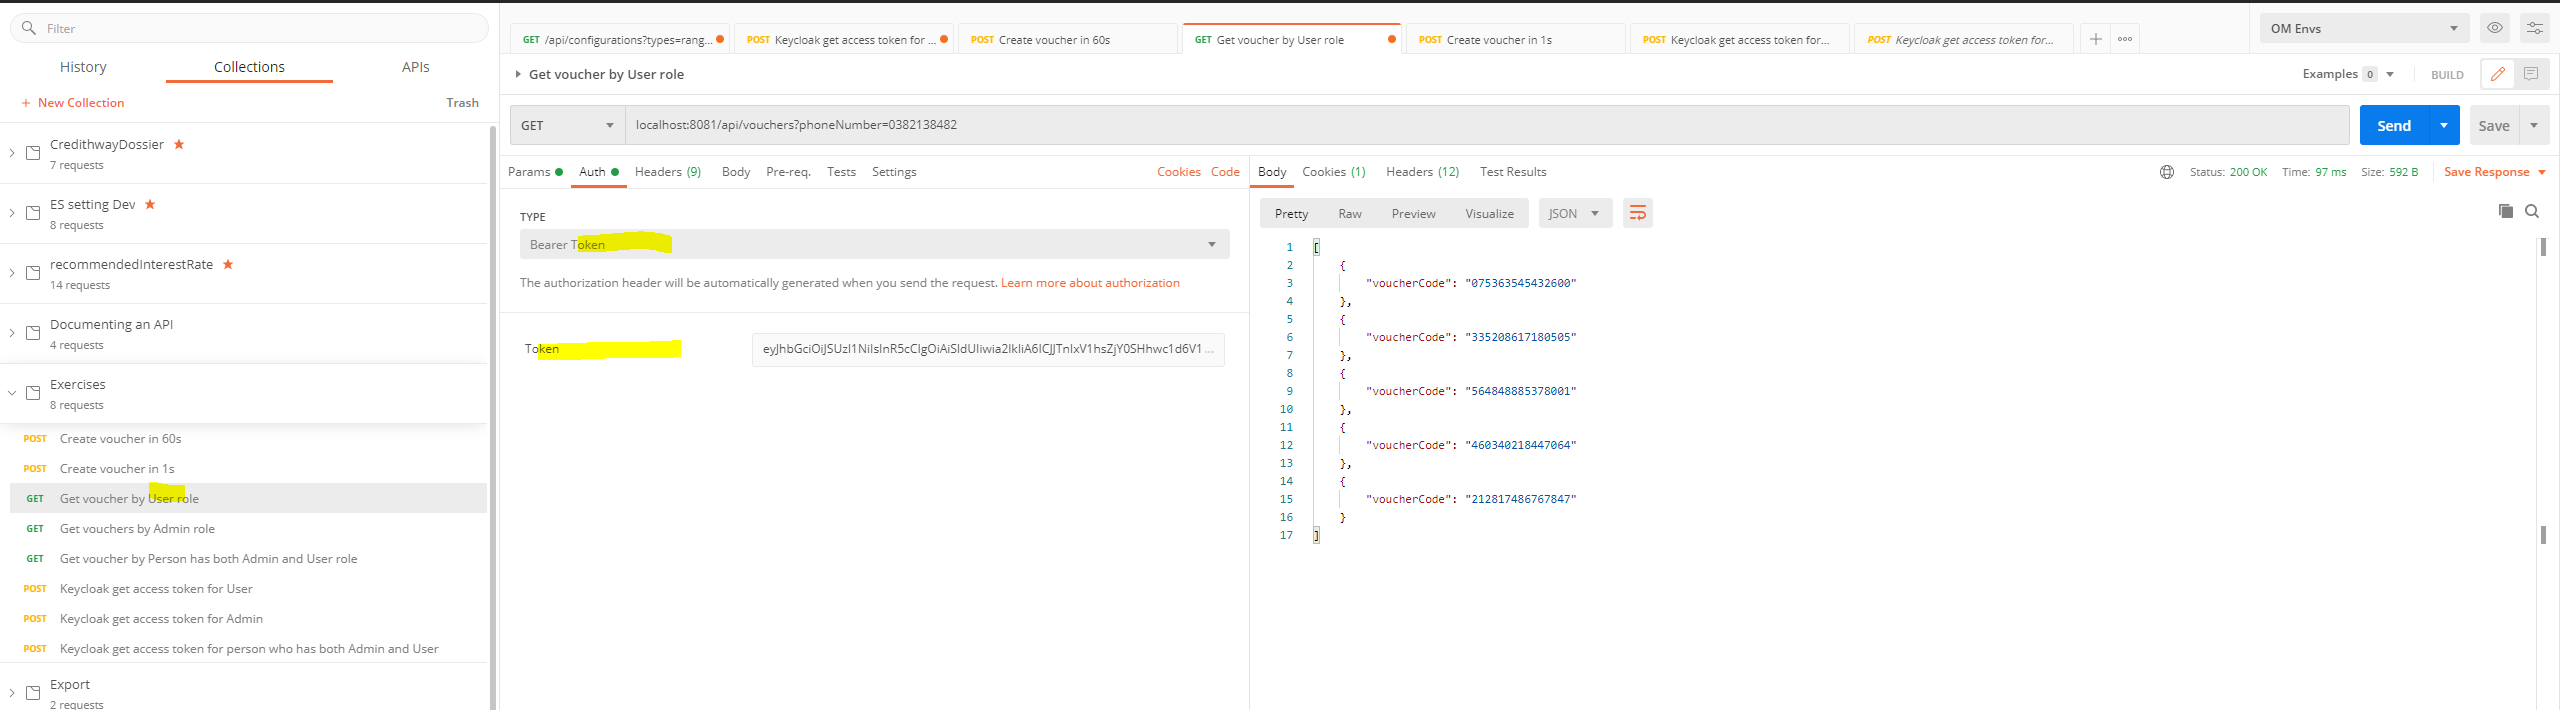 Filter
History
Collections
APIs
+ New Collection
Trash
CredithwayDossier
7 requests
ES setting Dev
8 requests
recommendedInterestRate
14 requests
Documenting an API
4 requests
Exercises
8 requests
POST Create voucher in 60s
POST Create voucher in 1s
GET Get voucher by User role
GET Get vouchers by Admin role
GET Get voucher by Person has both Admin and User role
POST Keycloak get access token for User
POST Keycloak get access token for Admin
POST Keycloak get access token for person who has both Admin and User
Export
2 requests
GET /api/configurations?types=rang...
POST Keycloak get access token for ...
POST Create voucher in 60s
GET Get voucher by User role
POST Create voucher in 1s
POST Keycloak get access token for...
POST Keycloak get access token for...
OM Envs
Get voucher by User role
Examples 0
BUILD
GET
localhost:8081/api/vouchers?phoneNumber=0382138482
Send
Save
Params
Auth
Headers (9)
Body
Pre-req.
Tests
Settings
Cookies
Code
TYPE
Bearer Token
The authorization header will be automatically generated when you send the request. Learn more about authorization
Token
Body
Cookies (1)
Headers (12)
Test Results
Status: 200 OK
Time: 97 ms
Size: 592 B
Save Response
Pretty
Raw
Preview
Visualize
JSON
1 [
2 {
3 "voucherCode": "075363545432600"
4 },
5 {
6 "voucherCode": "335208617180505"
7 },
8 {
9 "voucherCode": "564848885378001"
10 },
11 {
12 "voucherCode": "460340218447064"
13 },
14 {
15 "voucherCode": "212817486767847"
16 }
17 ]